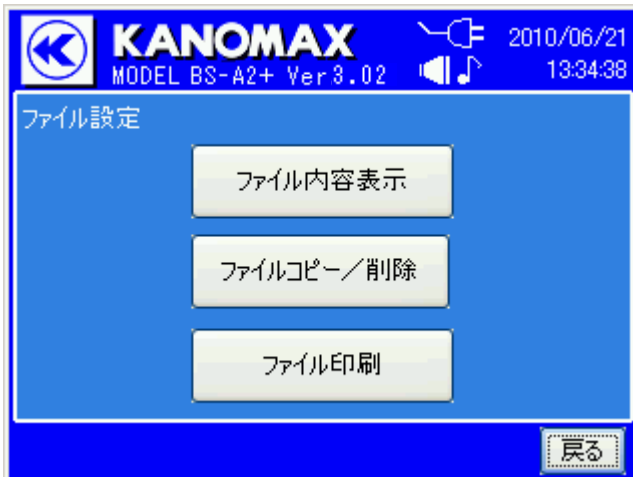 KANOMAX
MODEL BS-A2+ Ver3.02
2010/06/21
13:34:38
ファイル設定
ファイル内容表示
ファイルコピー／削除
ファイル印刷
戻る